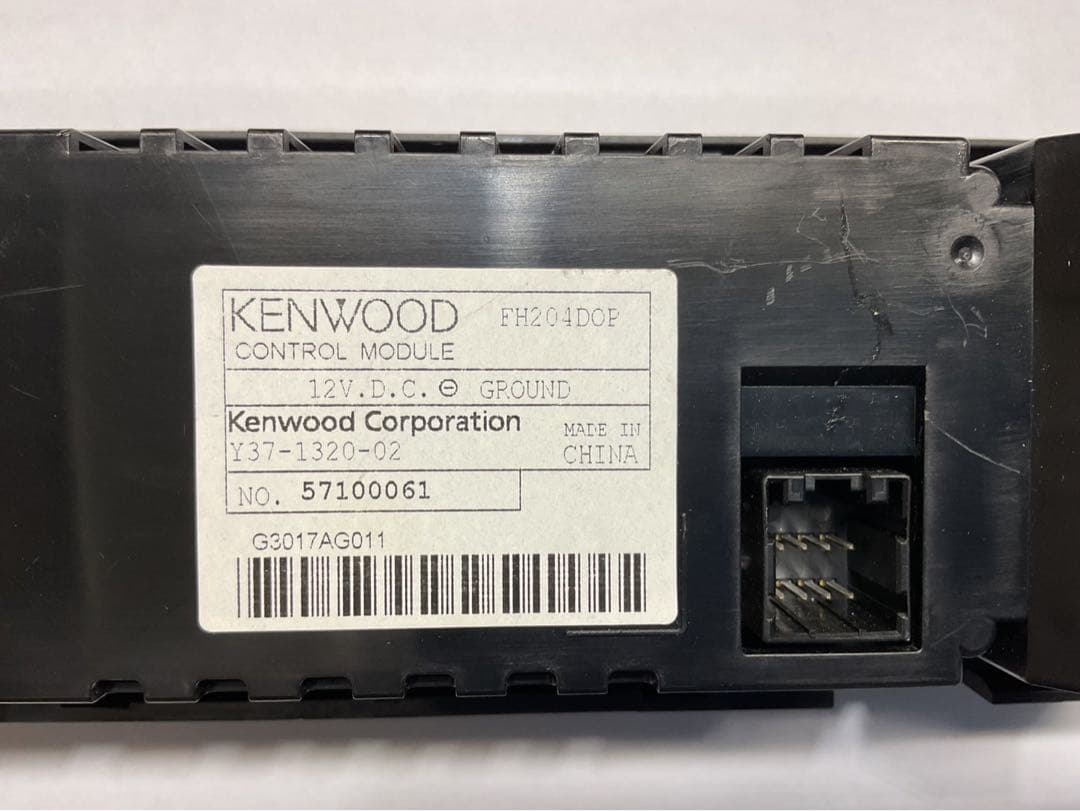 KENWOOD FH204DOP
CONTROL MODULE
12V.D.C.⊖ GROUND
Kenwood Corporation
Y37-1320-02
MADE IN
CHINA
NO. 57100061
G3017AG011